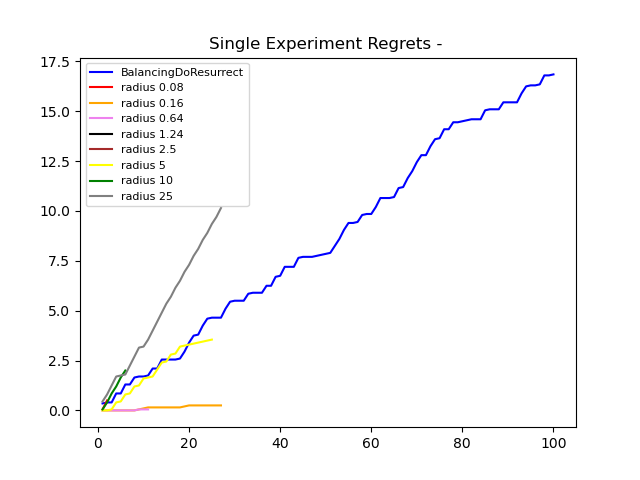 Single Experiment Regrets -
17.5
15.0
12.5
10.0
7.5
5.0
2.5
0.0
BalancingDoResurrect
radius 0.08
radius 0.16
radius 0.64
radius 1.24
radius 2.5
radius 5
radius 10
radius 25
0 20 40 60 80 100